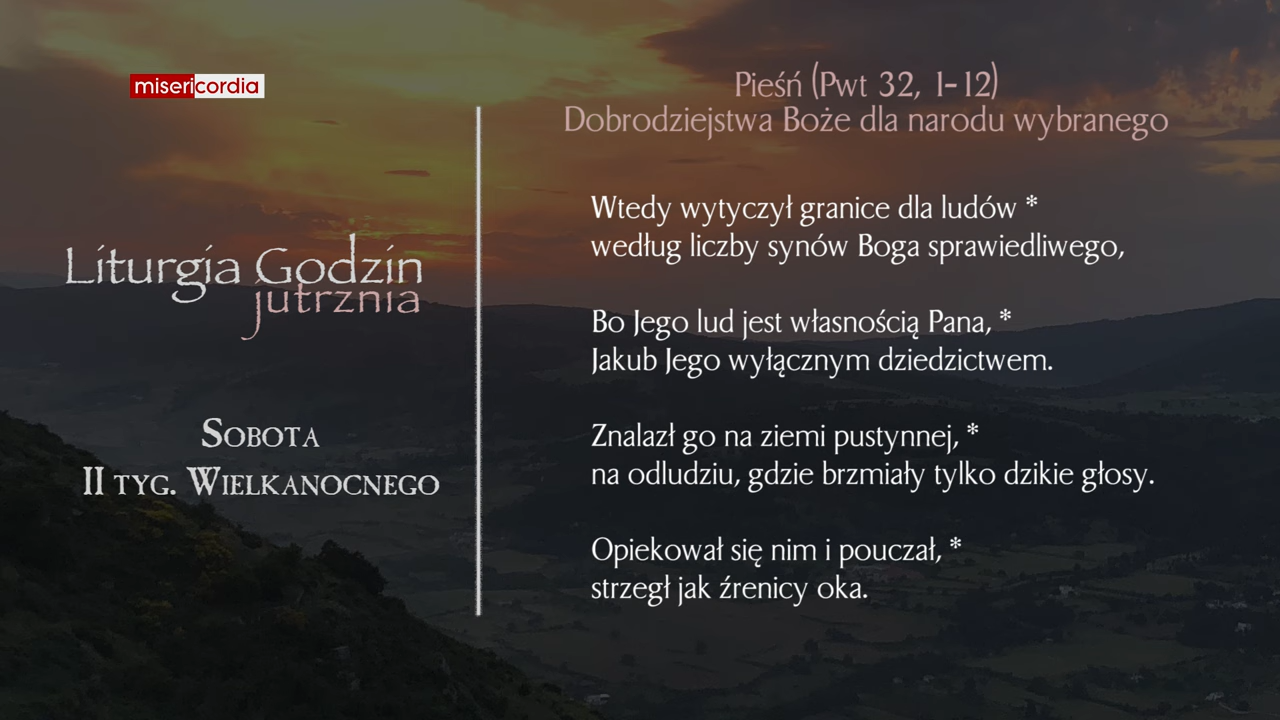 misericordia
Liturgia Godzin
jutrznia
Sobota
II tyg. Wielkanocnego
Pieśń (Pwt 32, 1-12)
Dobrodziejstwa Boże dla narodu wybranego
Wtedy wytyczył granice dla ludów *
według liczby synów Boga sprawiedliwego,
Bo Jego lud jest własnością Pana, *
Jakub Jego wyłącznym dziedzictwem.
Znalazł go na ziemi pustynnej, *
na odludziu, gdzie brzmiały tylko dzikie głosy.
Opiekował się nim i pouczał, *
strzegł jak źrenicy oka.